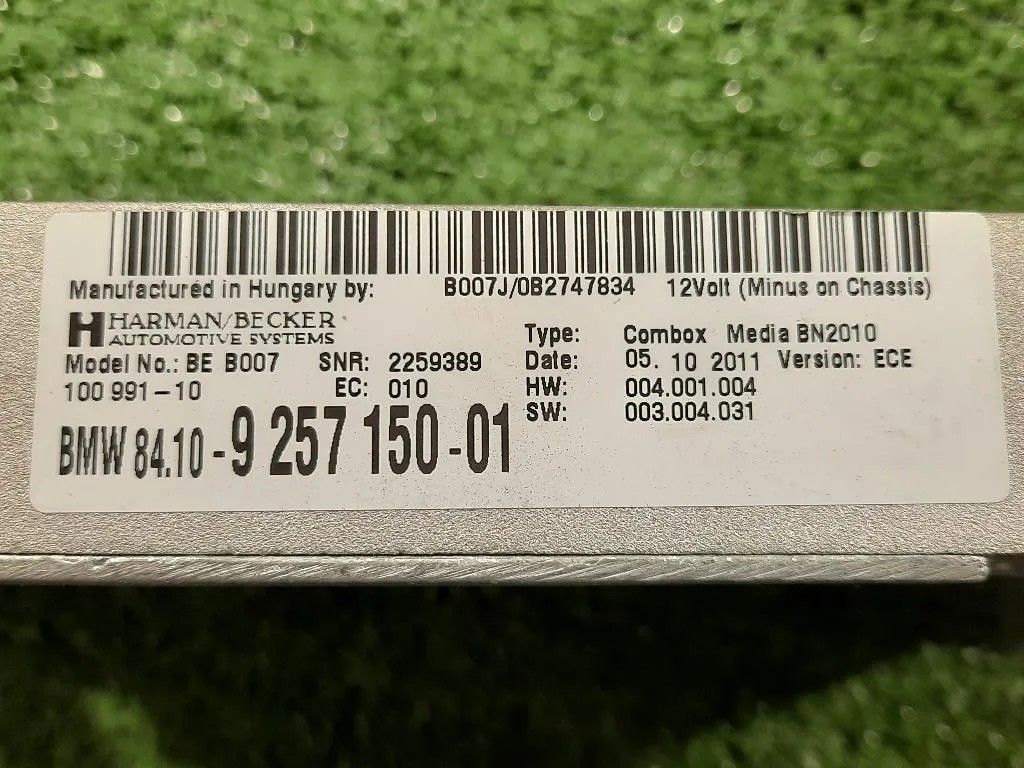 Manufactured in Hungary by: B007J/0B2747834 12Volt (Minus on Chassis)
HARMAN/BECKER
AUTOMOTIVE SYSTEMS
Type: Combox Media BN2010
Model No.: BE B007 SNR: 2259389 Date: 05. 10 2011 Version: ECE
100 991-10 EC: 010 HW: 004.001.004
SW: 003.004.031
BMW 84.10-9 257 150-01